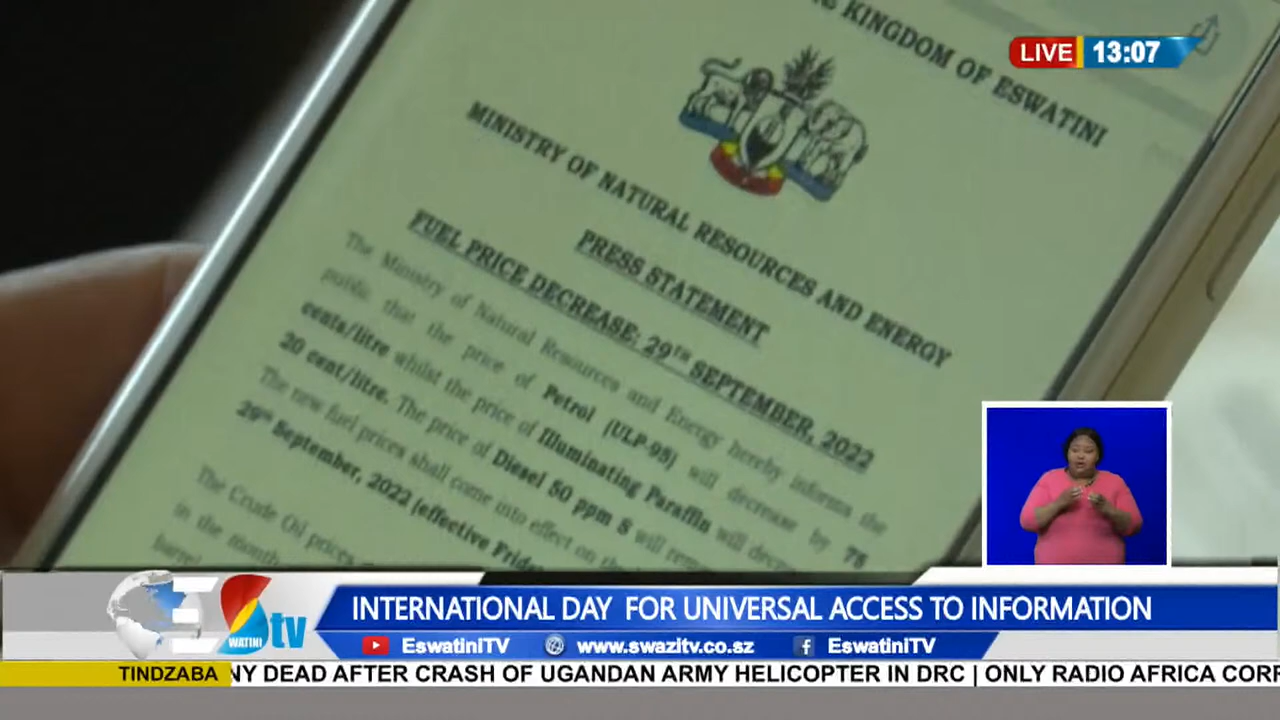 LIVE 13:07
KINGDOM OF ESWATINI
MINISTRY OF NATURAL RESOURCES AND ENERGY
PRESS STATEMENT
FUEL PRICE DECREASE: 29TH SEPTEMBER, 2022
The Ministry of Natural Resources and Energy hereby informs the
public that the price of Petrol (ULP-95) will decrease by 75
cents/litre whilst the price of Illuminating Paraffin will
20 cent/litre. The price of Diesel 50 ppm S will
The new fuel prices shall come into effect on
29th September, 2022 (effective
The Crude Oil prices
in the month
E
WATINI
tv
INTERNATIONAL DAY FOR UNIVERSAL ACCESS TO INFORMATION
EswatiniTV www.swazitv.co.sz EswatiniTV
TINDZABA NY DEAD AFTER CRASH OF UGANDAN ARMY HELICOPTER IN DRC | ONLY RADIO AFRICA CORR